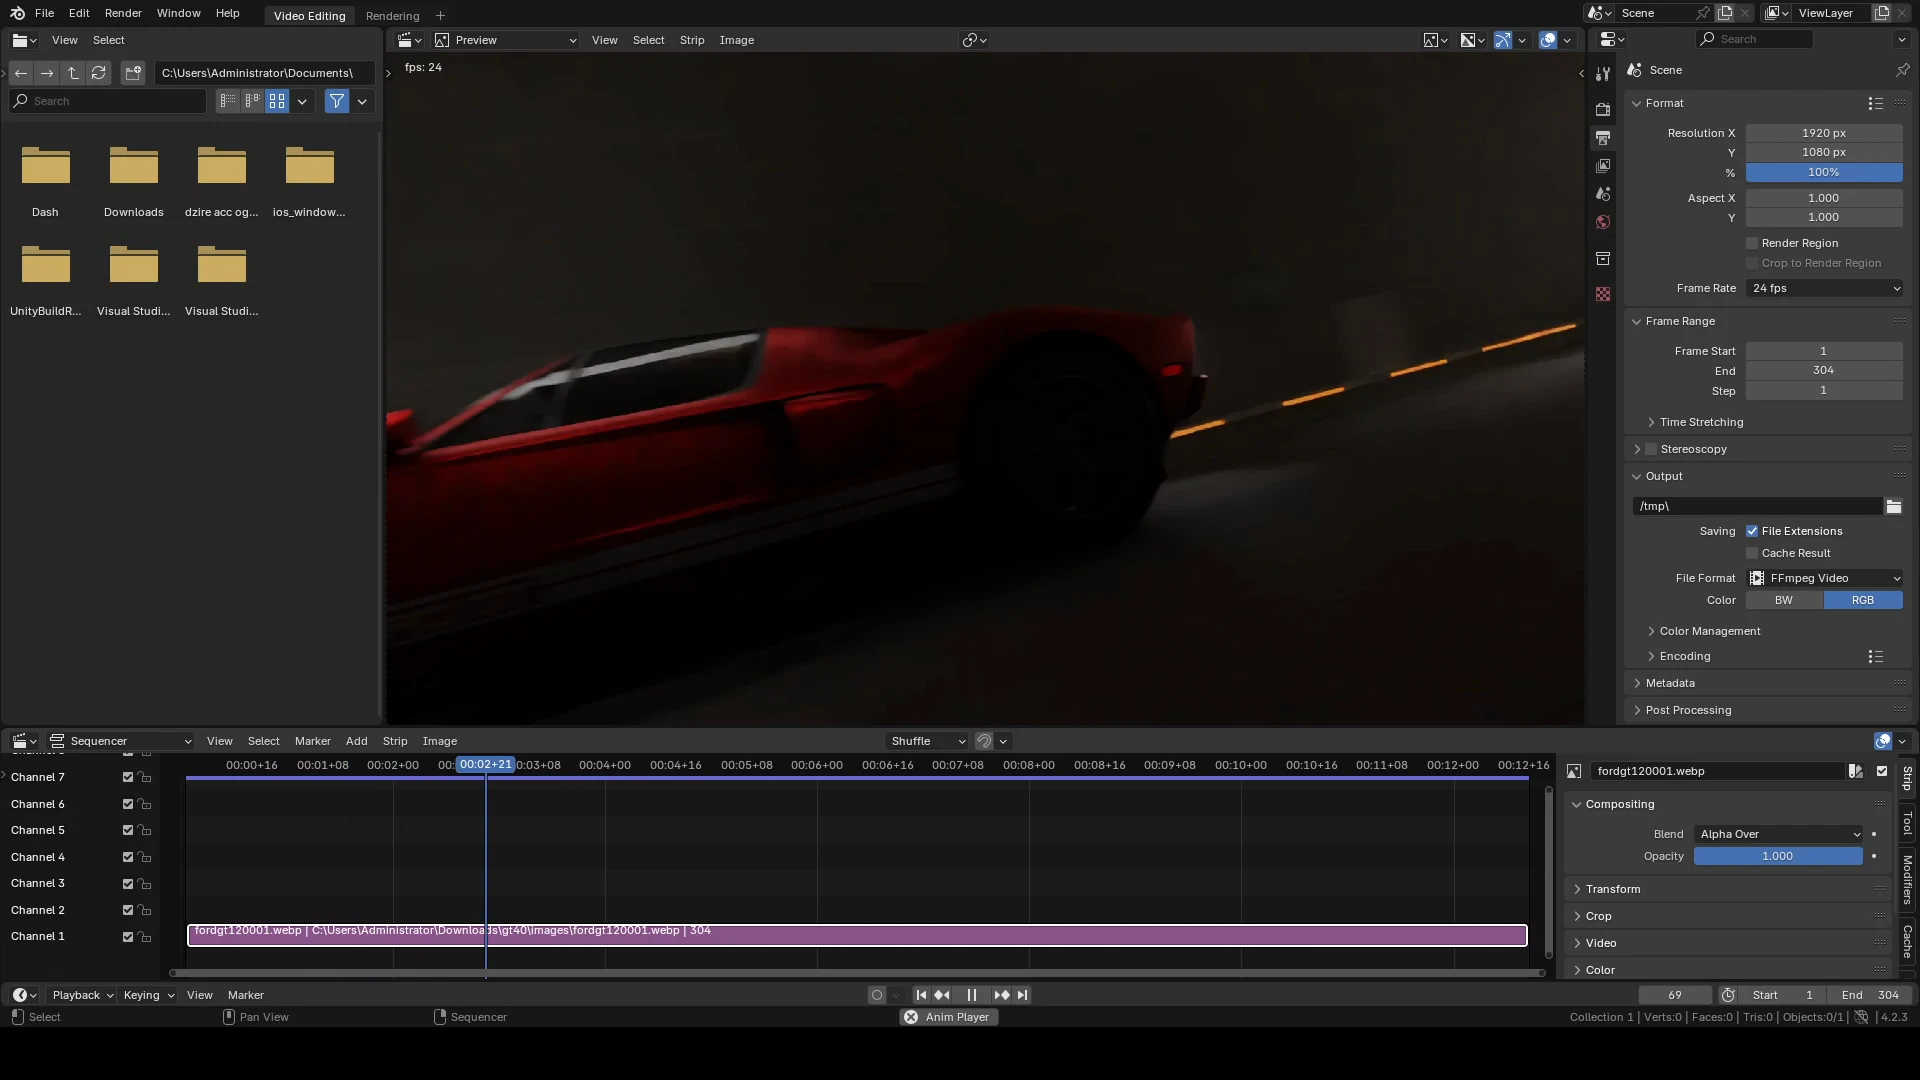 File Edit Render Window Help Video Editing Rendering + Scene ViewLayer
View Select Preview View Select Strip Image Search
C:\Users\Administrator\Documents\ fps: 24 Scene
Search
Format
Resolution X 1920 px
Y 1080 px
% 100%
Aspect X 1.000
Y 1.000
Dash Downloads dzire acc og... ios_window...
Render Region
Crop to Render Region
Frame Rate 24 fps
UnityBuildR... Visual Studi... Visual Studi...
Frame Range
Frame Start 1
End 304
Step 1
Time Stretching
Stereoscopy
Output
/tmp\
Saving File Extensions
Cache Result
File Format FFmpeg Video
Color BW RGB
Color Management
Encoding
Metadata
Post Processing
Sequencer View Select Marker Add Strip Image Shuffle
00:00+16 00:01+08 00:02+00 00:02+21 00:03+08 00:04+00 00:04+16 00:05+08 00:06+00 00:06+16 00:07+08 00:08+00 00:08+16 00:09+08 00:10+00 00:10+16 00:11+08 00:12+00 00:12+16
fordgt120001.webp
Channel 7
Channel 6
Channel 5
Channel 4
Channel 3
Channel 2
Channel 1
fordgt120001.webp | C:\Users\Administrator\Downloads\gt40\images\fordgt120001.webp | 304
Compositing
Blend Alpha Over
Opacity 1.000
Transform
Crop
Video
Color
Strip
Tool
Modifiers
Cache
Playback Keying View Marker 69 Start 1 End 304
Select Pan View Sequencer Anim Player Collection 1 | Verts:0 | Faces:0 | Tris:0 | Objects:0/1 | 4.2.3